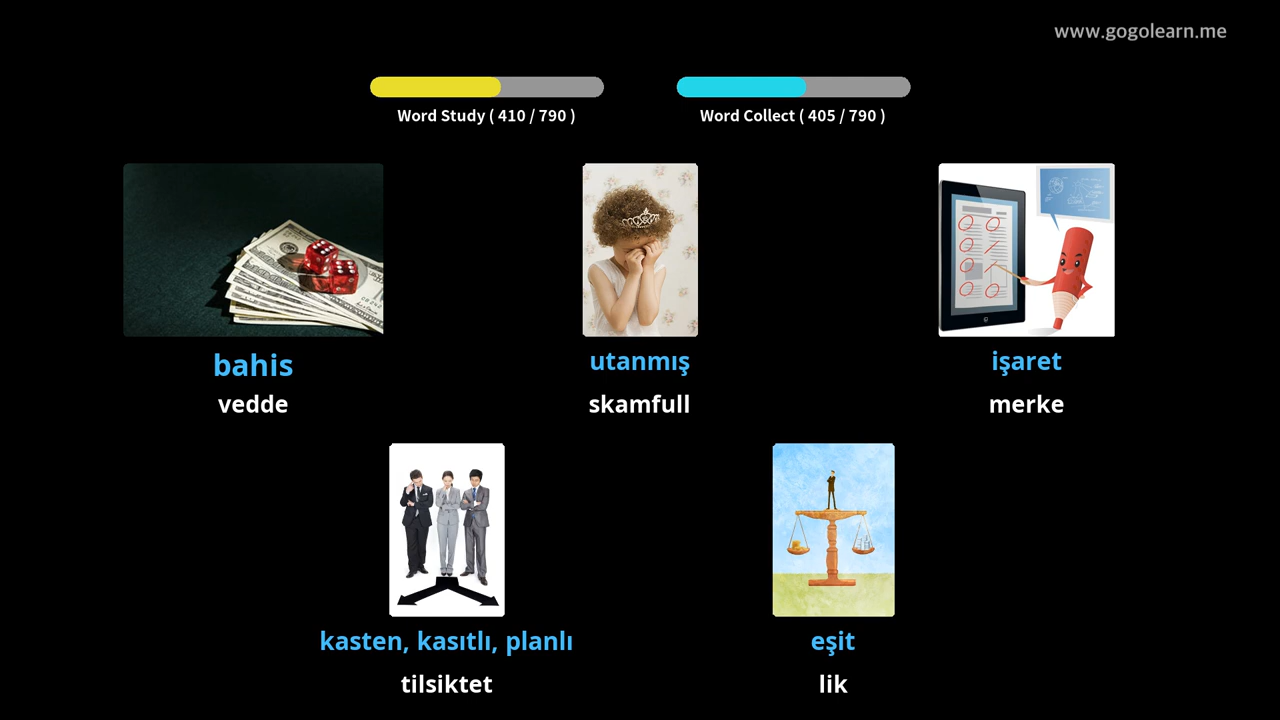 www.gogolearn.me
Word Study ( 410 / 790 )
Word Collect ( 405 / 790 )
bahis
vedde
utanmış
skamfull
işaret
merke
kasten, kasıtlı, planlı
tilsiktet
eşit
lik